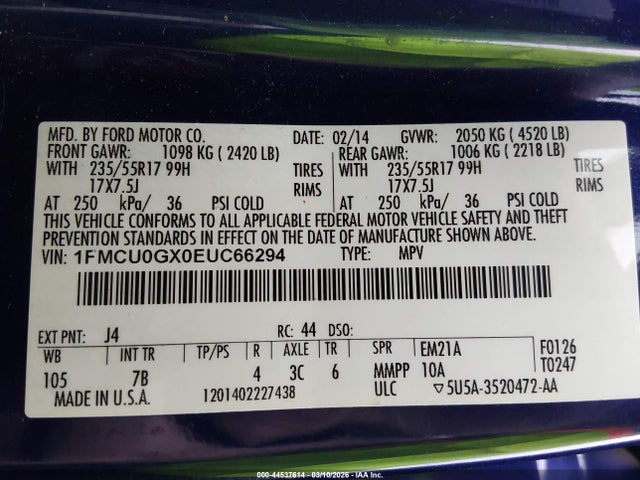 MFD. BY FORD MOTOR CO. DATE: 02/14 GVWR: 2050 KG ( 4520 LB)
FRONT GAWR: 1098 KG ( 2420 LB) REAR GAWR: 1006 KG ( 2218 LB)
WITH 235/55R17 99H TIRES WITH 235/55R17 99H TIRES
17X7.5J RIMS 17X7.5J RIMS
AT 250 kPa/ 36 PSI COLD AT 250 kPa/ 36 PSI COLD
THIS VEHICLE CONFORMS TO ALL APPLICABLE FEDERAL MOTOR VEHICLE SAFETY AND THEFT
PREVENTION STANDARDS IN EFFECT ON THE DATE OF MANUFACTURE SHOWN ABOVE.
VIN: 1FMCU0GX0EUC66294 TYPE: MPV
EXT PNT: J4 RC: 44 DSO:
WB INT TR TP/PS R AXLE TR SPR EM21A F0126
105 7B 4 3C 6 MMPP 10A T0247
MADE IN U.S.A. 1201402227438 ULC ▽5U5A-3520472-AA
000-44537614 - 03/10/2026 - IAA Inc.